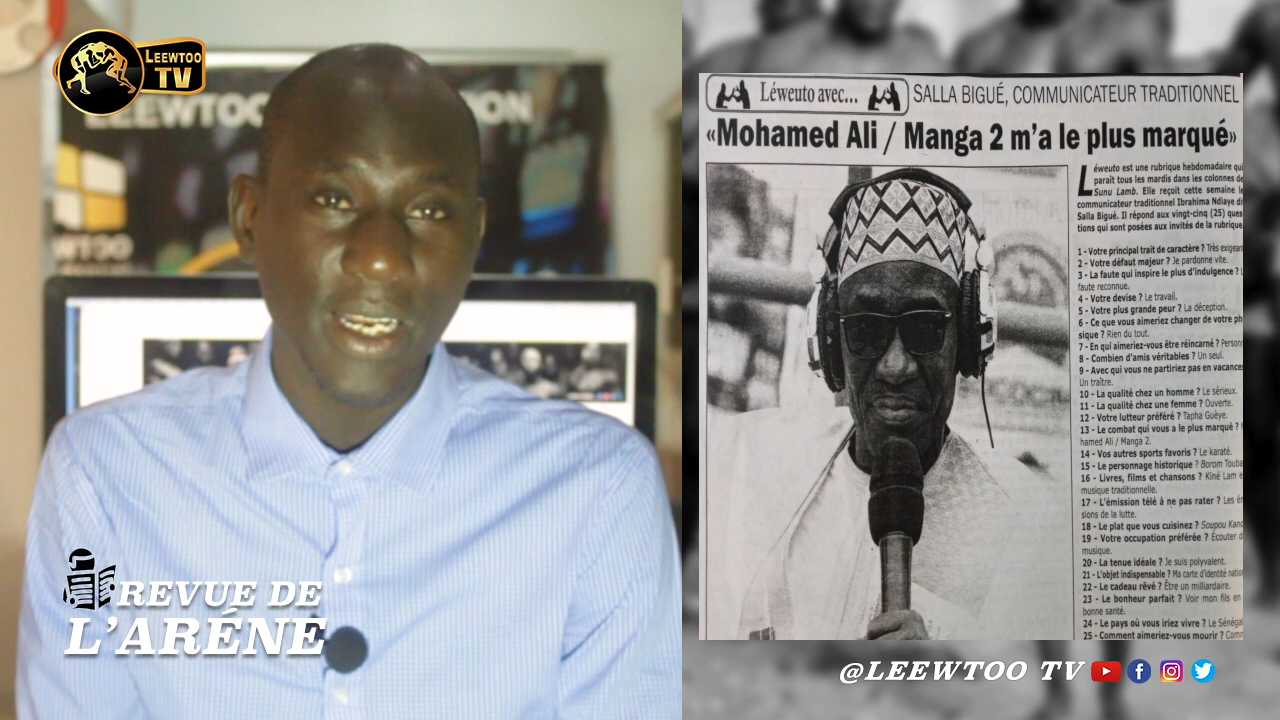 LEEWTOO
TV
LEEWTOO
ION
REVUE DE
L'ARÉNE
Léweuto avec... SALLA BIGUÉ, COMMUNICATEUR TRADITIONNEL
«Mohamed Ali / Manga 2 m'a le plus marqué»
Léweuto est une rubrique hebdomadaire qui
paraît tous les mardis dans les colonnes de
Sunu Lamb. Elle reçoit cette semaine le
communicateur traditionnel Ibrahima Ndiaye di
Salla Bigué. Il répond aux vingt-cinq (25) ques
tions qui sont posées aux invités de la rubrique
1 - Votre principal trait de caractère ? Très exigean
2 - Votre défaut majeur ? Je pardonne vite.
3 - La faute qui inspire le plus d'indulgence ? L
faute reconnue.
4 - Votre devise ? Le travail.
5 - Votre plus grande peur ? La déception.
6 - Ce que vous aimeriez changer de votre ph
sique ? Rien du tout.
7 - En qui aimeriez-vous être réincarné ? Person
8 - Combien d'amis véritables ? Un seul.
9 - Avec qui vous ne partiriez pas en vacances
Un traître.
10 - La qualité chez un homme ? Le sérieux.
11 - La qualité chez une femme ? Ouverte.
12 - Votre lutteur préféré ? Tapha Guèye.
13 - Le combat qui vous a le plus marqué ? M
hamed Ali / Manga 2.
14 - Vos autres sports favoris ? Le karaté.
15 - Le personnage historique ? Borom Touba
16 - Livres, films et chansons ? Kiné Lam e
musique traditionnelle.
17 - L'émission télé à ne pas rater ? Les ém
sions de la lutte.
18 - Le plat que vous cuisinez ? Soupou Kand
19 - Votre occupation préférée ? Écouter d
musique.
20 - La tenue idéale ? Je suis polyvalent.
21 - L'objet indispensable ? Ma carte d'identité natio
22 - Le cadeau rêvé ? Être un milliardaire.
23 - Le bonheur parfait ? Voir mon fils en
bonne santé.
24 - Le pays où vous iriez vivre ? Le Sénéga
25 - Comment aimeriez-vous mourir ? Comm
@LEEWTOO TV